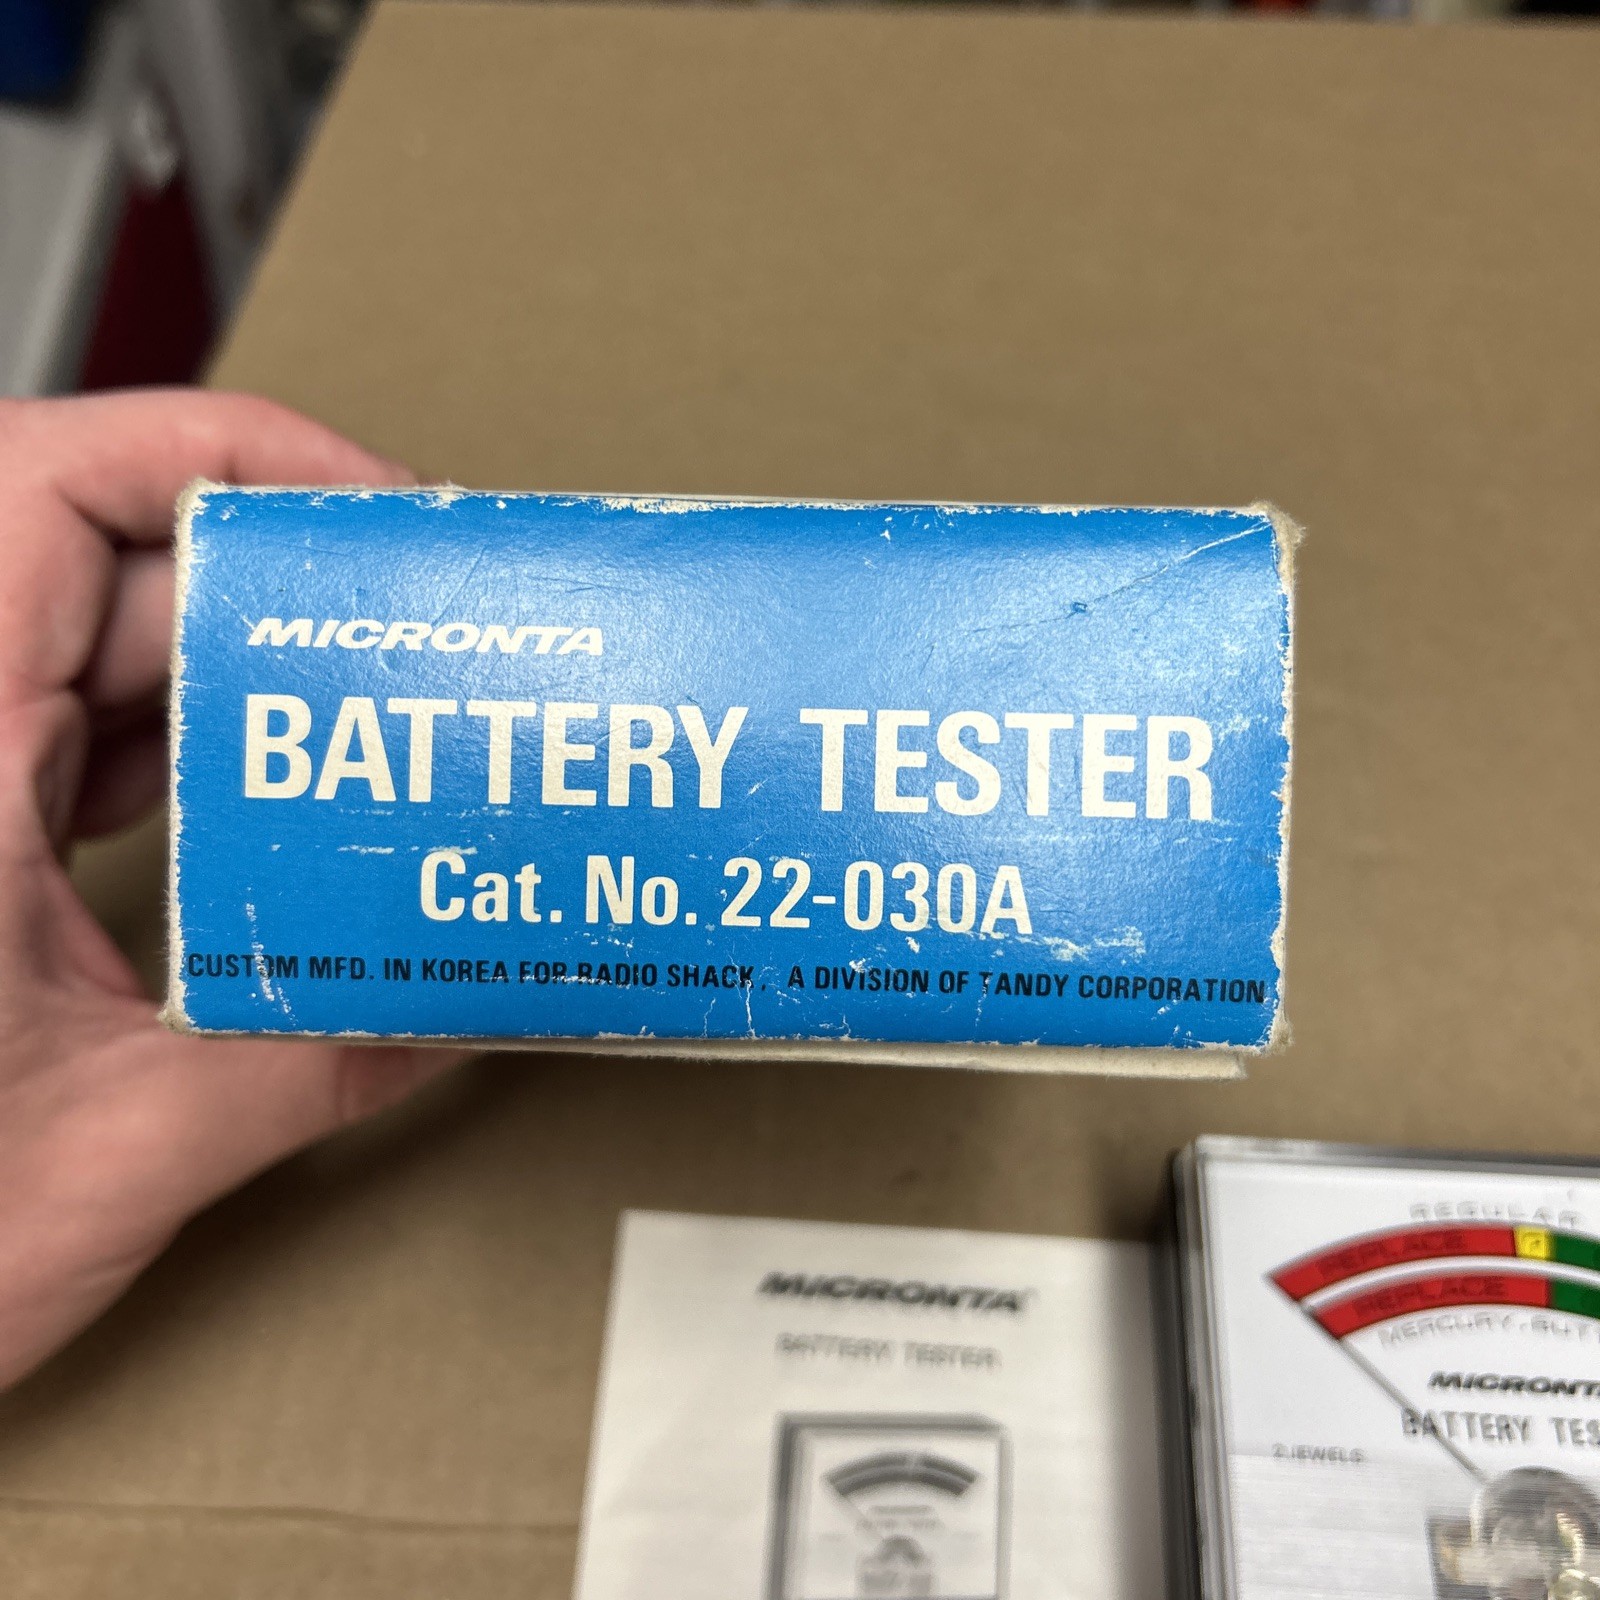 MICRONTA
BATTERY TESTER
Cat. No. 22-030A
CUSTOM MFD. IN KOREA FOR RADIO SHACK, A DIVISION OF TANDY CORPORATION
MICRONTA
BATTERY TESTER
REGULAR
REPLACE
REPLACE
MICRONTA
BATTERY
2 JEWELS